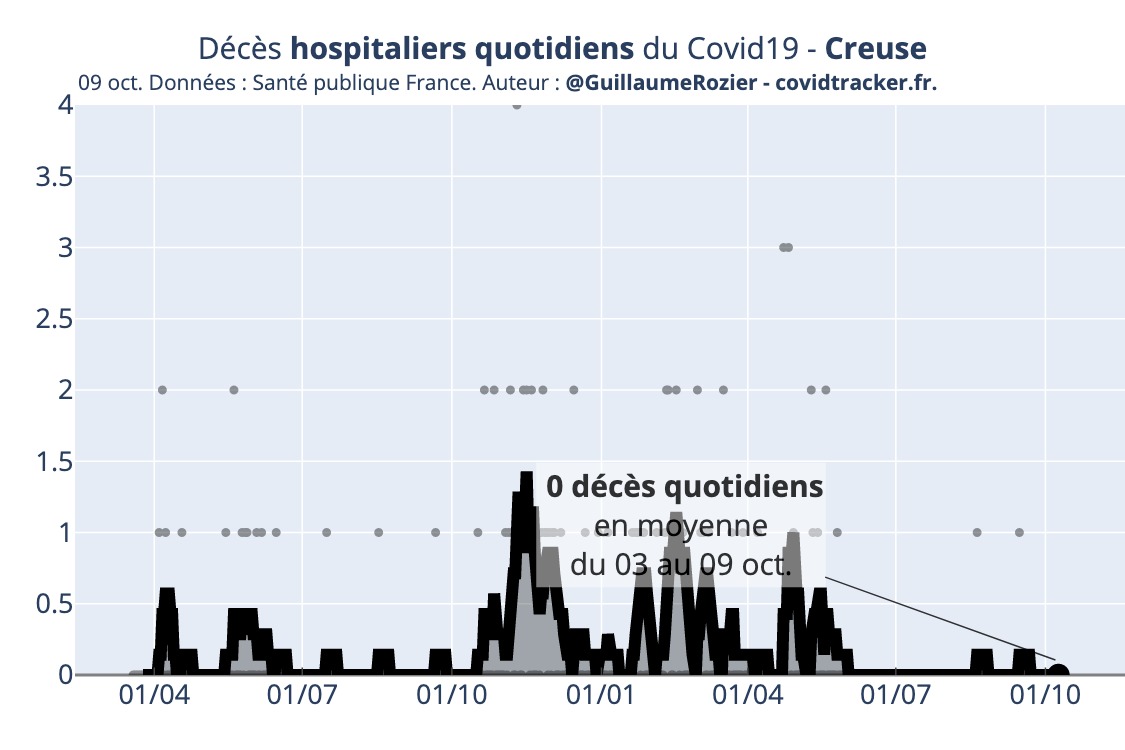 Décès hospitaliers quotidiens du Covid19 - Creuse
09 oct. Données : Santé publique France. Auteur : @GuillaumeRozier - covidtracker.fr.
4
3.5
3
2.5
2
1.5
1
0.5
0
0 décès quotidiens
en moyenne
du 03 au 09 oct.
01/04 01/07 01/10 01/01 01/04 01/07 01/10